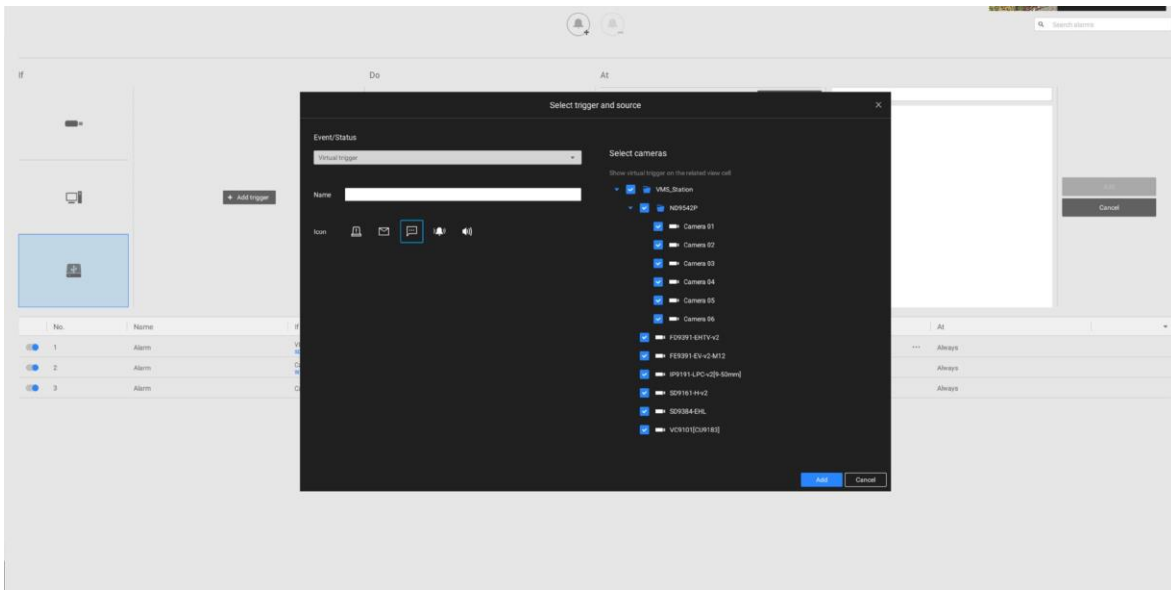 Search alarms
If
Do
At
Select trigger and source
Event/Status
Virtual trigger
Name
Icon
Select cameras
Show virtual trigger on the related view cell
VMS_Station
ND9542P
Camera 01
Camera 02
Camera 03
Camera 04
Camera 05
Camera 06
FD9391-EHTV-v2
FE9391-EV-v2-M12
IP9191-LPC-v2[9-53mm]
SD9161-H-v2
SD9384-EHL
VC9101[CU9183]
Add
Cancel
+ Add trigger
Cancel
No.
Name
If
At
1
Alarm
Always
2
Alarm
Always
3
Alarm
Always